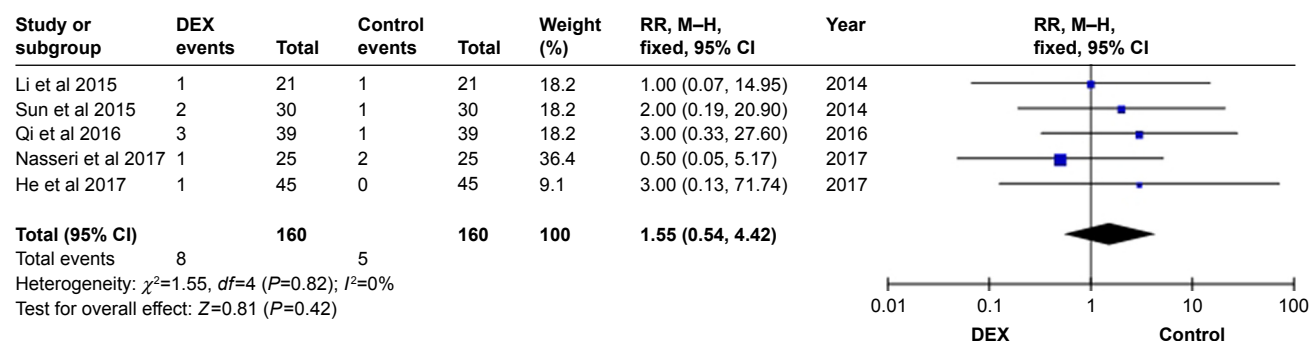 Study or subgroup DEX events Total Control events Total Weight (%) RR, M–H, fixed, 95% CI Year RR, M–H, fixed, 95% CI
Li et al 2015 1 21 1 21 18.2 1.00 (0.07, 14.95) 2014
Sun et al 2015 2 30 1 30 18.2 2.00 (0.19, 20.90) 2014
Qi et al 2016 3 39 1 39 18.2 3.00 (0.33, 27.60) 2016
Nasseri et al 2017 1 25 2 25 36.4 0.50 (0.05, 5.17) 2017
He et al 2017 1 45 0 45 9.1 3.00 (0.13, 71.74) 2017
Total (95% CI) 160 160 100 1.55 (0.54, 4.42)
Total events 8 5
Heterogeneity: χ²=1.55, df=4 (P=0.82); I²=0%
Test for overall effect: Z=0.81 (P=0.42)
0.01 0.1 1 10 100
DEX Control